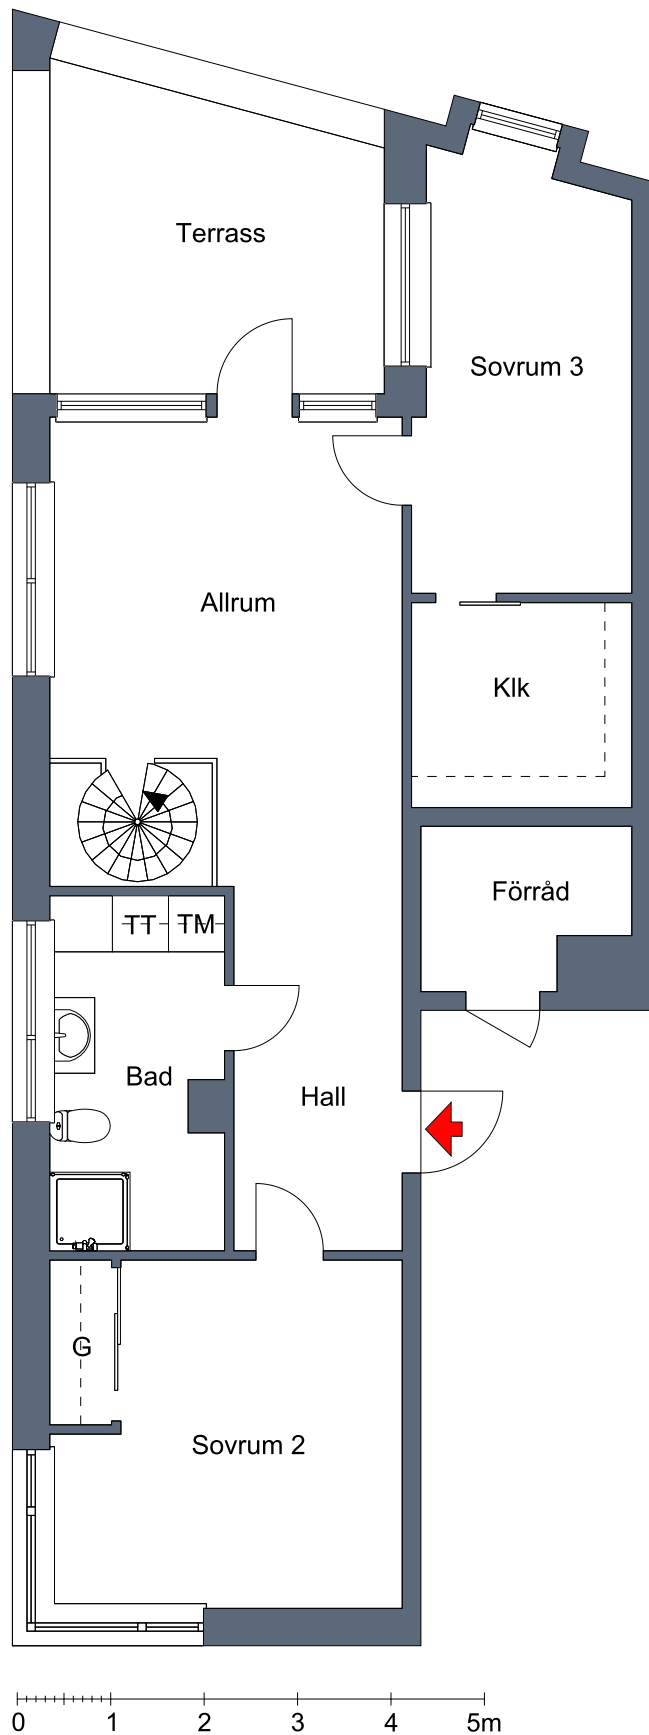 Terrass
Sovrum 3
Allrum
Klk
Förråd
TT TM
Bad
Hall
G
Sovrum 2
0 1 2 3 4 5m